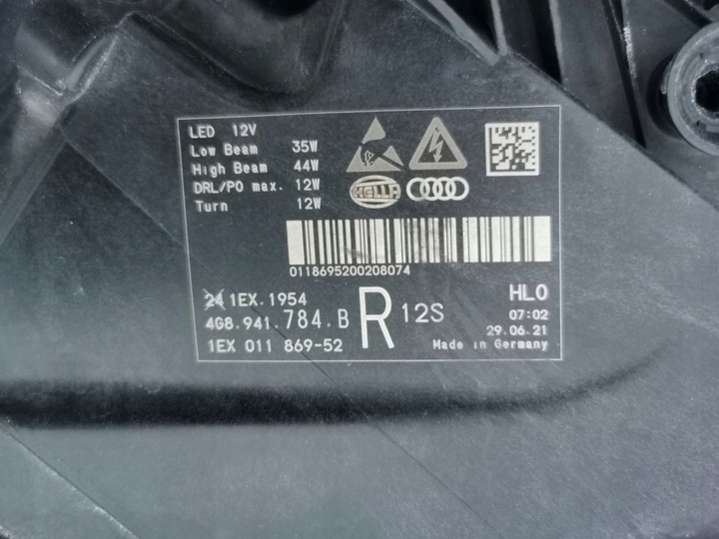 LED 12V
Low Beam 35W
High Beam 44W
DRL/PO max. 12W
Turn 12W
HELLA
0118695200208074
24 1EX.1954
4G8.941.784.B R 12S
1EX 011 869-52
HLO
07:02
29.06.21
Made in Germany